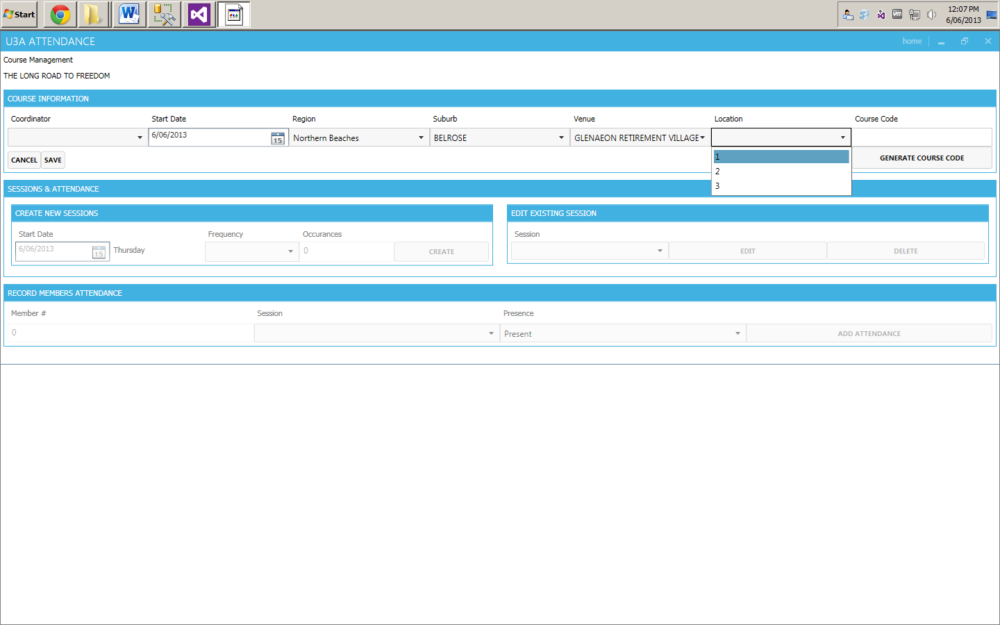 Start
12:07 PM
6/06/2013
U3A ATTENDANCE
home
Course Management
THE LONG ROAD TO FREEDOM
COURSE INFORMATION
Coordinator Start Date Region Suburb Venue Location Course Code
6/06/2013 15 Northern Beaches BELROSE GLENAEON RETIREMENT VILLAGE
CANCEL SAVE 1 GENERATE COURSE CODE
2
3
SESSIONS & ATTENDANCE
CREATE NEW SESSIONS
Start Date Frequency Occurances
6/06/2013 15 Thursday 0 CREATE
EDIT EXISTING SESSION
Session
EDIT DELETE
RECORD MEMBERS ATTENDANCE
Member # Session Presence
0 Present ADD ATTENDANCE